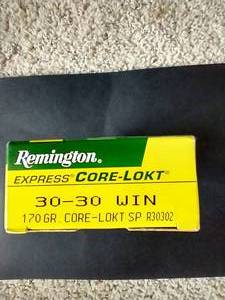 Remington.
EXPRESS® CORE-LOKT®
30-30 WIN
170 GR. CORE-LOKT SP R30302